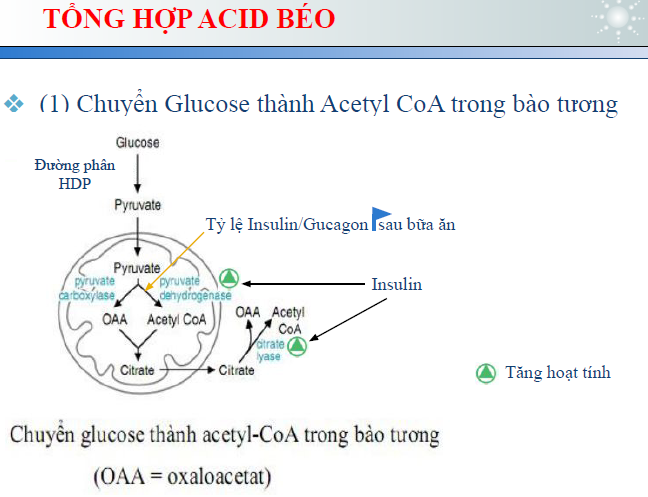 TỔNG HỢP ACID BÉO
(1) Chuyển Glucose thành Acetyl CoA trong bào tương
Glucose
Đường phân
HDP
Pyruvate
Tỷ lệ Insulin/Gucagon sau bữa ăn
Pyruvate
pyruvate
carboxylase
pyruvate
dehydrogenase
Insulin
OAA
Acetyl CoA
OAA
Acetyl
CoA
citrate
lyase
Citrate
Citrate
Tăng hoạt tính
Chuyển glucose thành acetyl-CoA trong bào tương
(OAA = oxaloacetat)